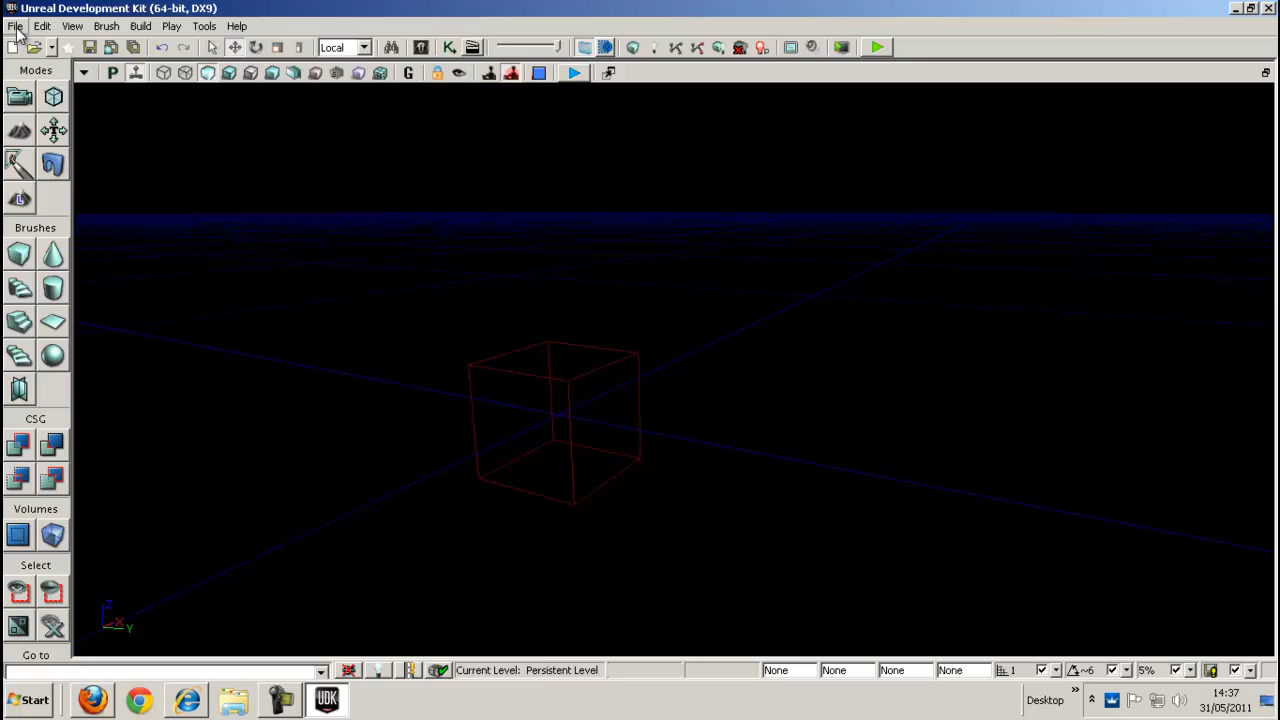 Unreal Development Kit (64-bit, DX9)
File Edit View Brush Build Play Tools Help
Local
Modes
P
G
T
L
Brushes
CSG
Volumes
Select
Go to
Z
X
Y
Current Level: Persistent Level
None None None None
1
~6
5%
Start
UDK
Desktop
14:37
31/05/2011